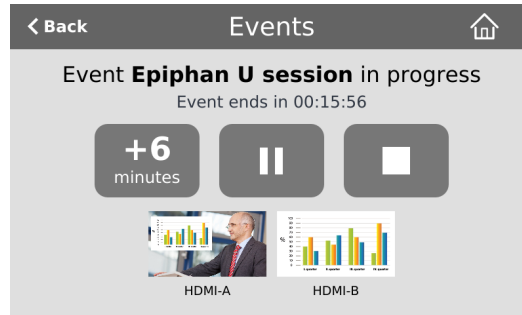 Back
Events
Event Epiphan U session in progress
Event ends in 00:15:56
+6
minutes
HDMI-A
HDMI-B